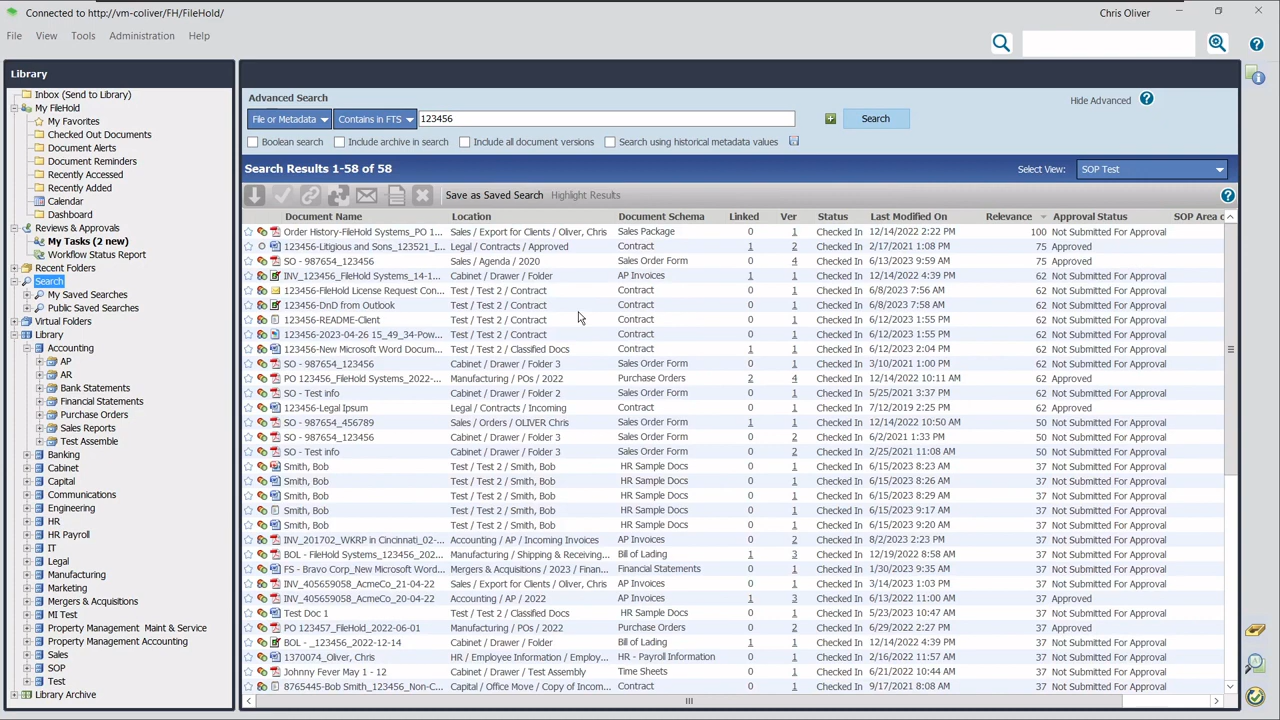 Connected to http://vm-coliver/FH/FileHold/
Chris Oliver
File View Tools Administration Help
Library
Inbox (Send to Library)
My FileHold
My Favorites
Checked Out Documents
Document Alerts
Document Reminders
Recently Accessed
Recently Added
Calendar
Dashboard
Reviews & Approvals
My Tasks (2 new)
Workflow Status Report
Recent Folders
Search
My Saved Searches
Public Saved Searches
Virtual Folders
Library
Accounting
AP
AR
Bank Statements
Financial Statements
Purchase Orders
Sales Reports
Test Assemble
Banking
Cabinet
Capital
Communications
Engineering
HR
HR Payroll
IT
Legal
Manufacturing
Marketing
Mergers & Acquisitions
MI Test
Property Management Maint & Service
Property Management Accounting
Sales
SOP
Test
Library Archive
Advanced Search
Hide Advanced
File or Metadata Contains in FTS 123456 Search
Boolean search Include archive in search Include all document versions Search using historical metadata values
Search Results 1-58 of 58
Select View: SOP Test
Save as Saved Search Highlight Results
Document Name Location Document Schema Linked Ver Status Last Modified On Relevance Approval Status SOP Area o
Order History-FileHold Systems_PO 1... Sales / Export for Clients / Oliver, Chris Sales Package 0 1 Checked In 12/14/2022 2:22 PM 100 Not Submitted For Approval
123456-Litigious and Sons_123521_I... Legal / Contracts / Approved Contract 1 2 Checked In 2/17/2021 1:08 PM 75 Approved
SO - 987654_123456 Sales / Agenda / 2020 Sales Order Form 0 4 Checked In 6/13/2023 9:59 AM 75 Approved
INV_123456_FileHold Systems_14-1... Cabinet / Drawer / Folder AP Invoices 0 1 Checked In 12/14/2022 4:39 PM 62 Not Submitted For Approval
123456-FileHold License Request Con... Test / Test 2 / Contract Contract 0 1 Checked In 6/8/2023 7:56 AM 62 Not Submitted For Approval
123456-DnD from Outlook Test / Test 2 / Contract Contract 0 1 Checked In 6/8/2023 7:58 AM 62 Not Submitted For Approval
123456-README-Client Test / Test 2 / Contract Contract 0 1 Checked In 6/12/2023 1:55 PM 62 Not Submitted For Approval
123456-2023-04-26 15_49_34-Pow... Test / Test 2 / Contract Contract 0 1 Checked In 6/12/2023 1:55 PM 62 Not Submitted For Approval
123456-New Microsoft Word Docum... Test / Test 2 / Classified Docs Contract 1 1 Checked In 6/12/2023 2:04 PM 62 Not Submitted For Approval
SO - 987654_123456 Cabinet / Drawer / Folder 3 Sales Order Form 0 1 Checked In 3/10/2021 1:00 PM 62 Not Submitted For Approval
PO 123456_FileHold Systems_2022-... Manufacturing / POs / 2022 Purchase Orders 2 4 Checked In 12/14/2022 10:11 AM 62 Approved
SO - Test info Cabinet / Drawer / Folder 2 Sales Order Form 0 1 Checked In 5/25/2021 3:37 PM 62 Not Submitted For Approval
123456-Legal Ipsum Legal / Contracts / Incoming Contract 0 1 Checked In 7/12/2019 2:25 PM 62 Approved
SO - 987654_456789 Sales / Orders / OLIVER Chris Sales Order Form 1 1 Checked In 12/14/2022 10:50 AM 50 Not Submitted For Approval
SO - 987654_123456 Cabinet / Drawer / Folder 3 Sales Order Form 0 2 Checked In 6/2/2021 1:33 PM 50 Not Submitted For Approval
SO - Test info Cabinet / Drawer / Folder 3 Sales Order Form 0 2 Checked In 2/25/2021 11:08 AM 50 Not Submitted For Approval
Smith, Bob Test / Test 2 / Smith, Bob HR Sample Docs 0 1 Checked In 6/15/2023 8:23 AM 37 Not Submitted For Approval
Smith, Bob Test / Test 2 / Smith, Bob HR Sample Docs 0 1 Checked In 6/15/2023 8:26 AM 37 Not Submitted For Approval
Smith, Bob Test / Test 2 / Smith, Bob HR Sample Docs 0 1 Checked In 6/15/2023 8:29 AM 37 Not Submitted For Approval
Smith, Bob Test / Test 2 / Smith, Bob HR Sample Docs 0 1 Checked In 6/15/2023 9:17 AM 37 Not Submitted For Approval
Smith, Bob Test / Test 2 / Smith, Bob HR Sample Docs 0 1 Checked In 6/15/2023 9:20 AM 37 Not Submitted For Approval
INV_201702_WKRP in Cincinnati_02-... Accounting / AP / Incoming Invoices AP Invoices 0 2 Checked In 8/2/2023 2:23 PM 37 Not Submitted For Approval
BOL - FileHold Systems_123456_202... Manufacturing / Shipping & Receiving... Bill of Lading 1 3 Checked In 12/19/2022 8:58 AM 37 Not Submitted For Approval
FS - Bravo Corp_New Microsoft Word... Mergers & Acquisitions / 2023 / Finan... Financial Statements 0 1 Checked In 1/30/2023 9:35 AM 37 Not Submitted For Approval
INV_405659058_AcmeCo_21-04-22 Sales / Export for Clients / Oliver, Chris AP Invoices 0 1 Checked In 3/14/2023 1:03 PM 37 Not Submitted For Approval
INV_405659058_AcmeCo_20-04-22 Accounting / AP / 2022 AP Invoices 1 3 Checked In 6/13/2022 11:00 AM 37 Approved
Test Doc 1 Test / Test 2 / Classified Docs Contract 0 1 Checked In 5/23/2023 10:47 AM 37 Not Submitted For Approval
PO 123457_FileHold_2022-06-01 Manufacturing / POs / 2022 Purchase Orders 0 2 Checked In 6/29/2022 2:27 PM 37 Approved
BOL - _123456_2022-12-14 Cabinet / Drawer / Folder Bill of Lading 1 1 Checked In 12/14/2022 4:39 PM 37 Not Submitted For Approval
1370074_Oliver, Chris HR / Employee Information / Employ... HR - Payroll Information 0 1 Checked In 2/16/2022 11:57 AM 37 Not Submitted For Approval
Johnny Fever May 1 - 12 Cabinet / Drawer / Test Assembly Time Sheets 0 1 Checked In 6/21/2022 10:44 AM 37 Not Submitted For Approval
8765445-Bob Smith_123456_Non-C... Capital / Office Move / Copy of Incom... Contract 0 1 Checked In 9/17/2021 8:08 AM 37 Not Submitted For Approval